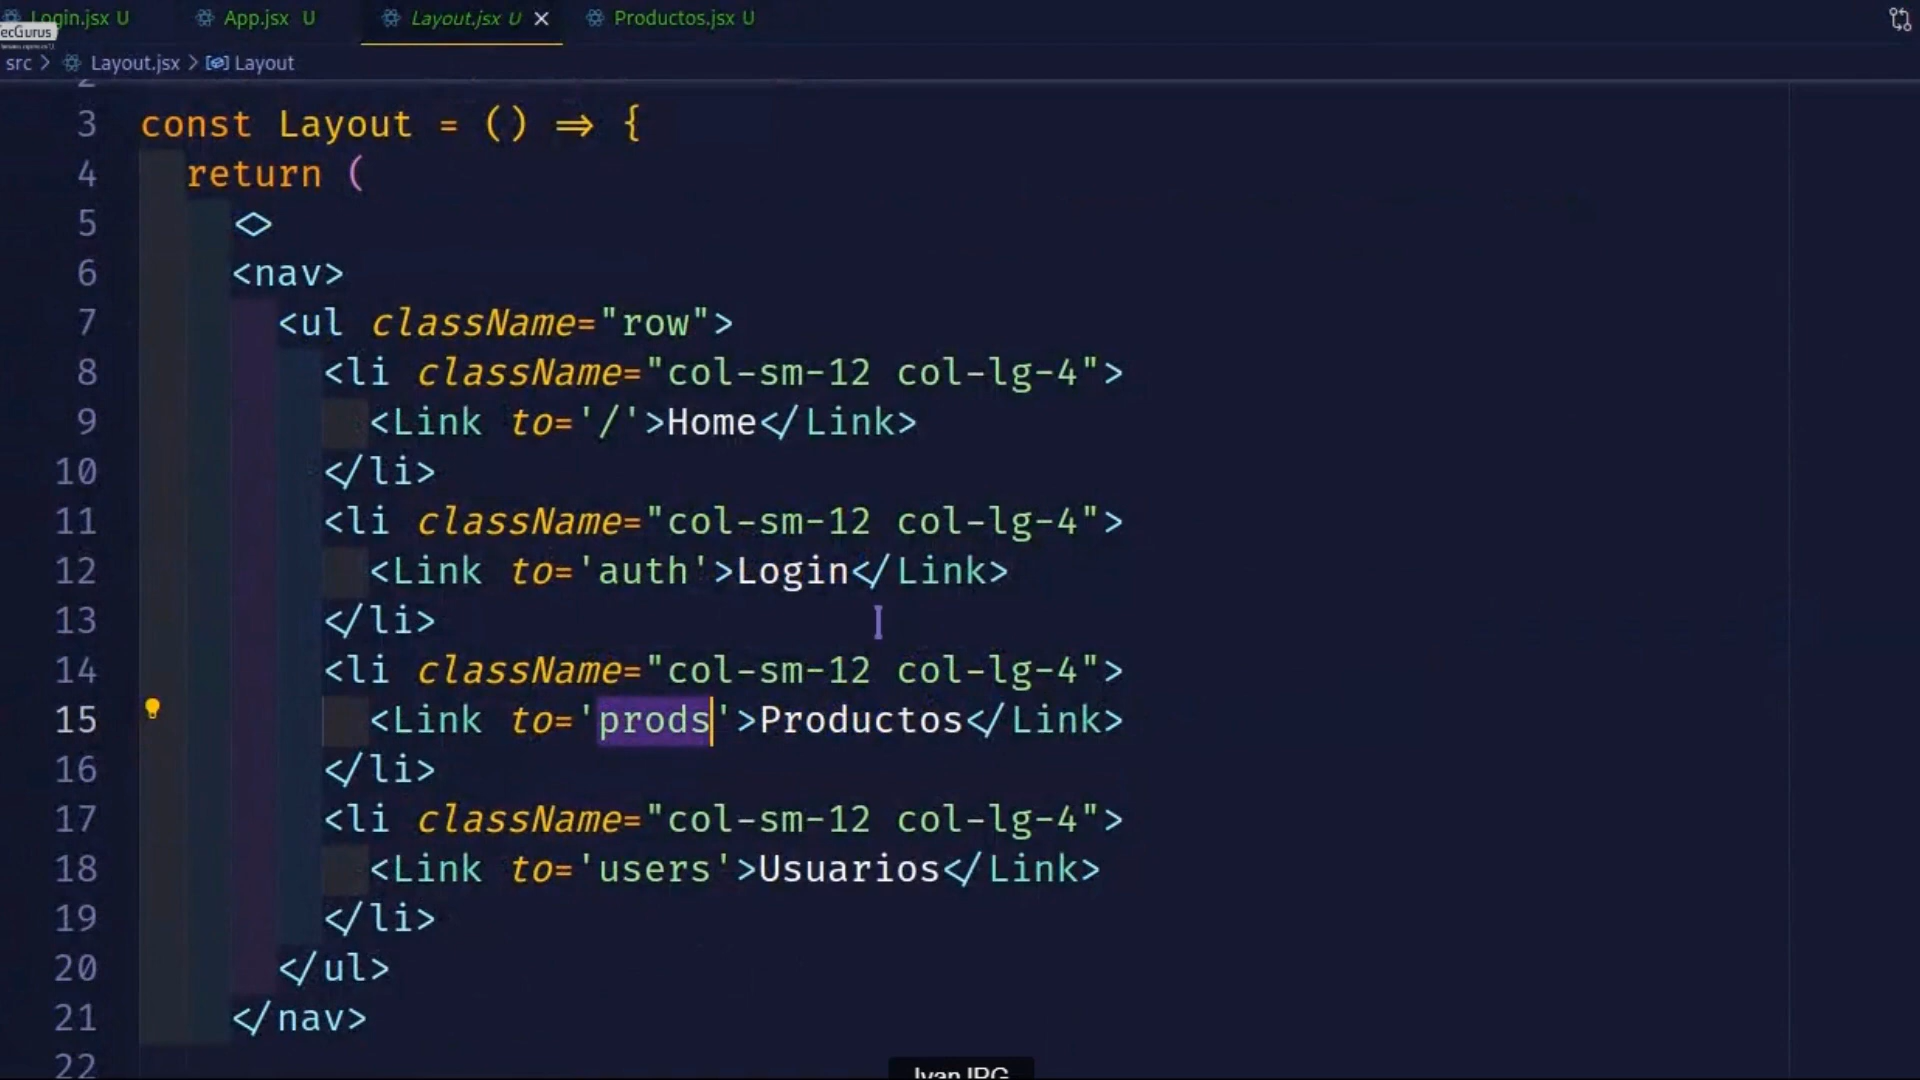 Login.jsx U App.jsx U Layout.jsx U Productos.jsx U
ecGurus
src > Layout.jsx > Layout
2
3 const Layout = () => {
4 return (
5 <>
6 <nav>
7 <ul className="row">
8 <li className="col-sm-12 col-lg-4">
9 <Link to='/'>Home</Link>
10 </li>
11 <li className="col-sm-12 col-lg-4">
12 <Link to='auth'>Login</Link>
13 </li>
14 <li className="col-sm-12 col-lg-4">
15 <Link to='prods'>Productos</Link>
16 </li>
17 <li className="col-sm-12 col-lg-4">
18 <Link to='users'>Usuarios</Link>
19 </li>
20 </ul>
21 </nav>
22
Ivan IRG